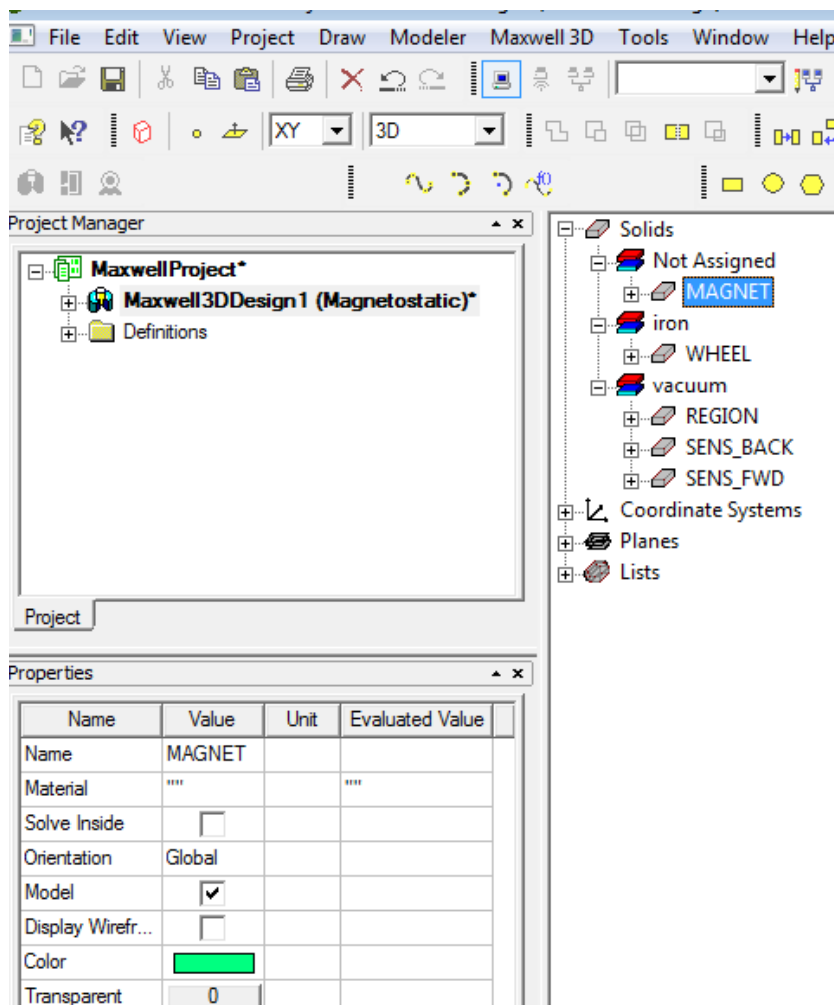 File Edit View Project Draw Modeler Maxwell 3D Tools Window Help
XY 3D
Project Manager
MaxwellProject*
Maxwell3DDesign1 (Magnetostatic)*
Definitions
Project
Solids
Not Assigned
MAGNET
iron
WHEEL
vacuum
REGION
SENS_BACK
SENS_FWD
Coordinate Systems
Planes
Lists
Properties
Name Value Unit Evaluated Value
Name MAGNET
Material "" ""
Solve Inside
Orientation Global
Model
Display Wirefr...
Color
Transparent 0